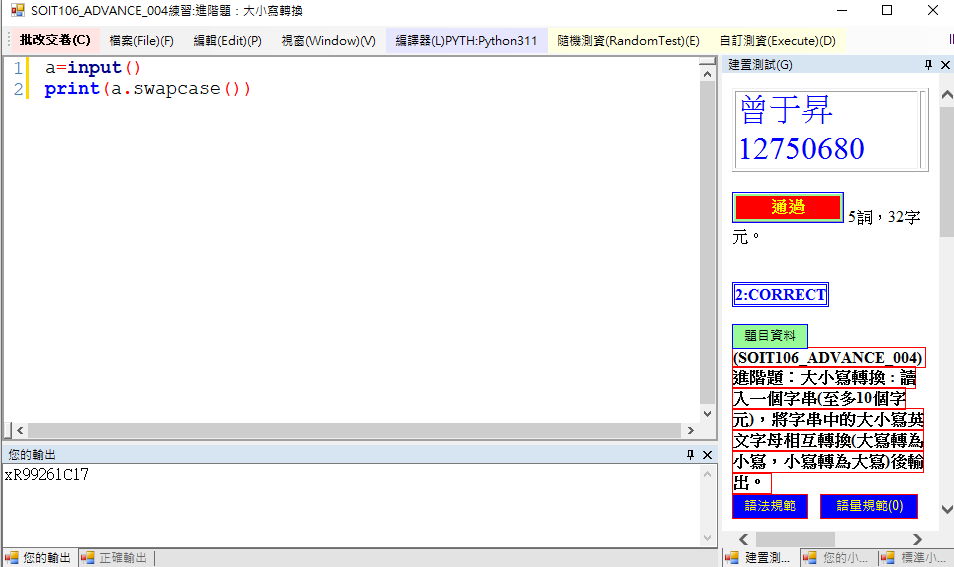 SOIT106_ADVANCE_004練習:進階題：大小寫轉換
批改交卷(C) 檔案(File)(F) 編輯(Edit)(P) 視窗(Window)(V) 編譯器(L)PYTH:Python311 隨機測資(RandomTest)(E) 自訂測資(Execute)(D)
1 a=input()
2 print(a.swapcase())
建置測試(G)
曾于昇
12750680
通過 5詞，32字
元。
2:CORRECT
題目資料
(SOIT106_ADVANCE_004)
進階題：大小寫轉換：讀
入一個字串(至多10個字
元)，將字串中的大小寫英
文字母相互轉換(大寫轉為
小寫，小寫轉為大寫)後輸
出。
語法規範 語量規範(0)
您的輸出
xR99261C17
您的輸出 正確輸出
建置測... 您的小... 標準小...